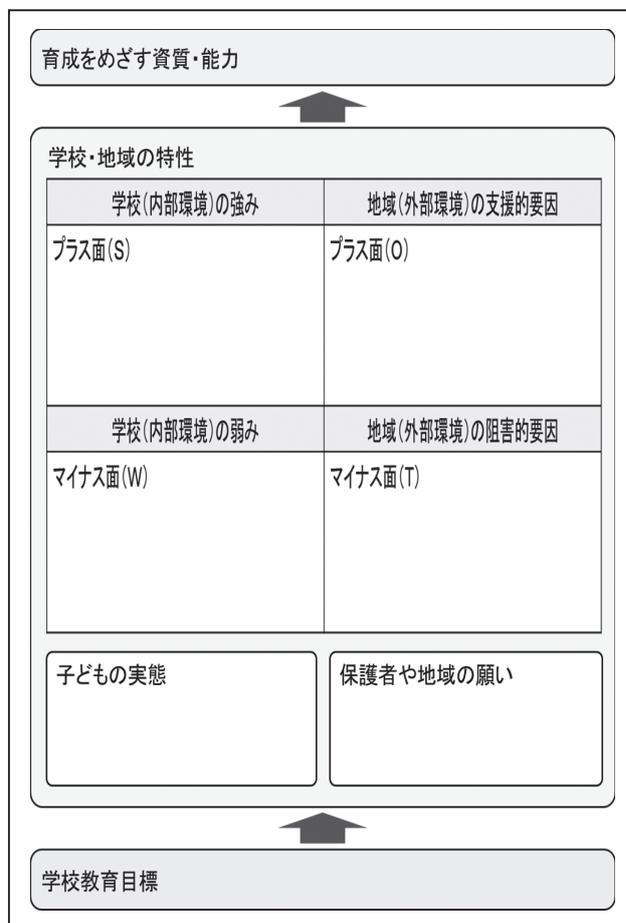 育成をめざす資質・能力
学校・地域の特性
学校(内部環境)の強み
地域(外部環境)の支援的要因
プラス面(S)
プラス面(O)
学校(内部環境)の弱み
地域(外部環境)の阻害的要因
マイナス面(W)
マイナス面(T)
子どもの実態
保護者や地域の願い
学校教育目標